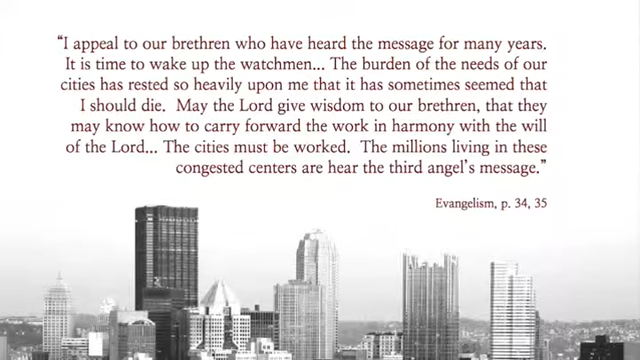 “I appeal to our brethren who have heard the message for many years.
It is time to wake up the watchmen... The burden of the needs of our
cities has rested so heavily upon me that it has sometimes seemed that
I should die.  May the Lord give wisdom to our brethren, that they
may know how to carry forward the work in harmony with the will
of the Lord... The cities must be worked.  The millions living in these
congested centers are hear the third angel’s message.”
Evangelism, p. 34, 35